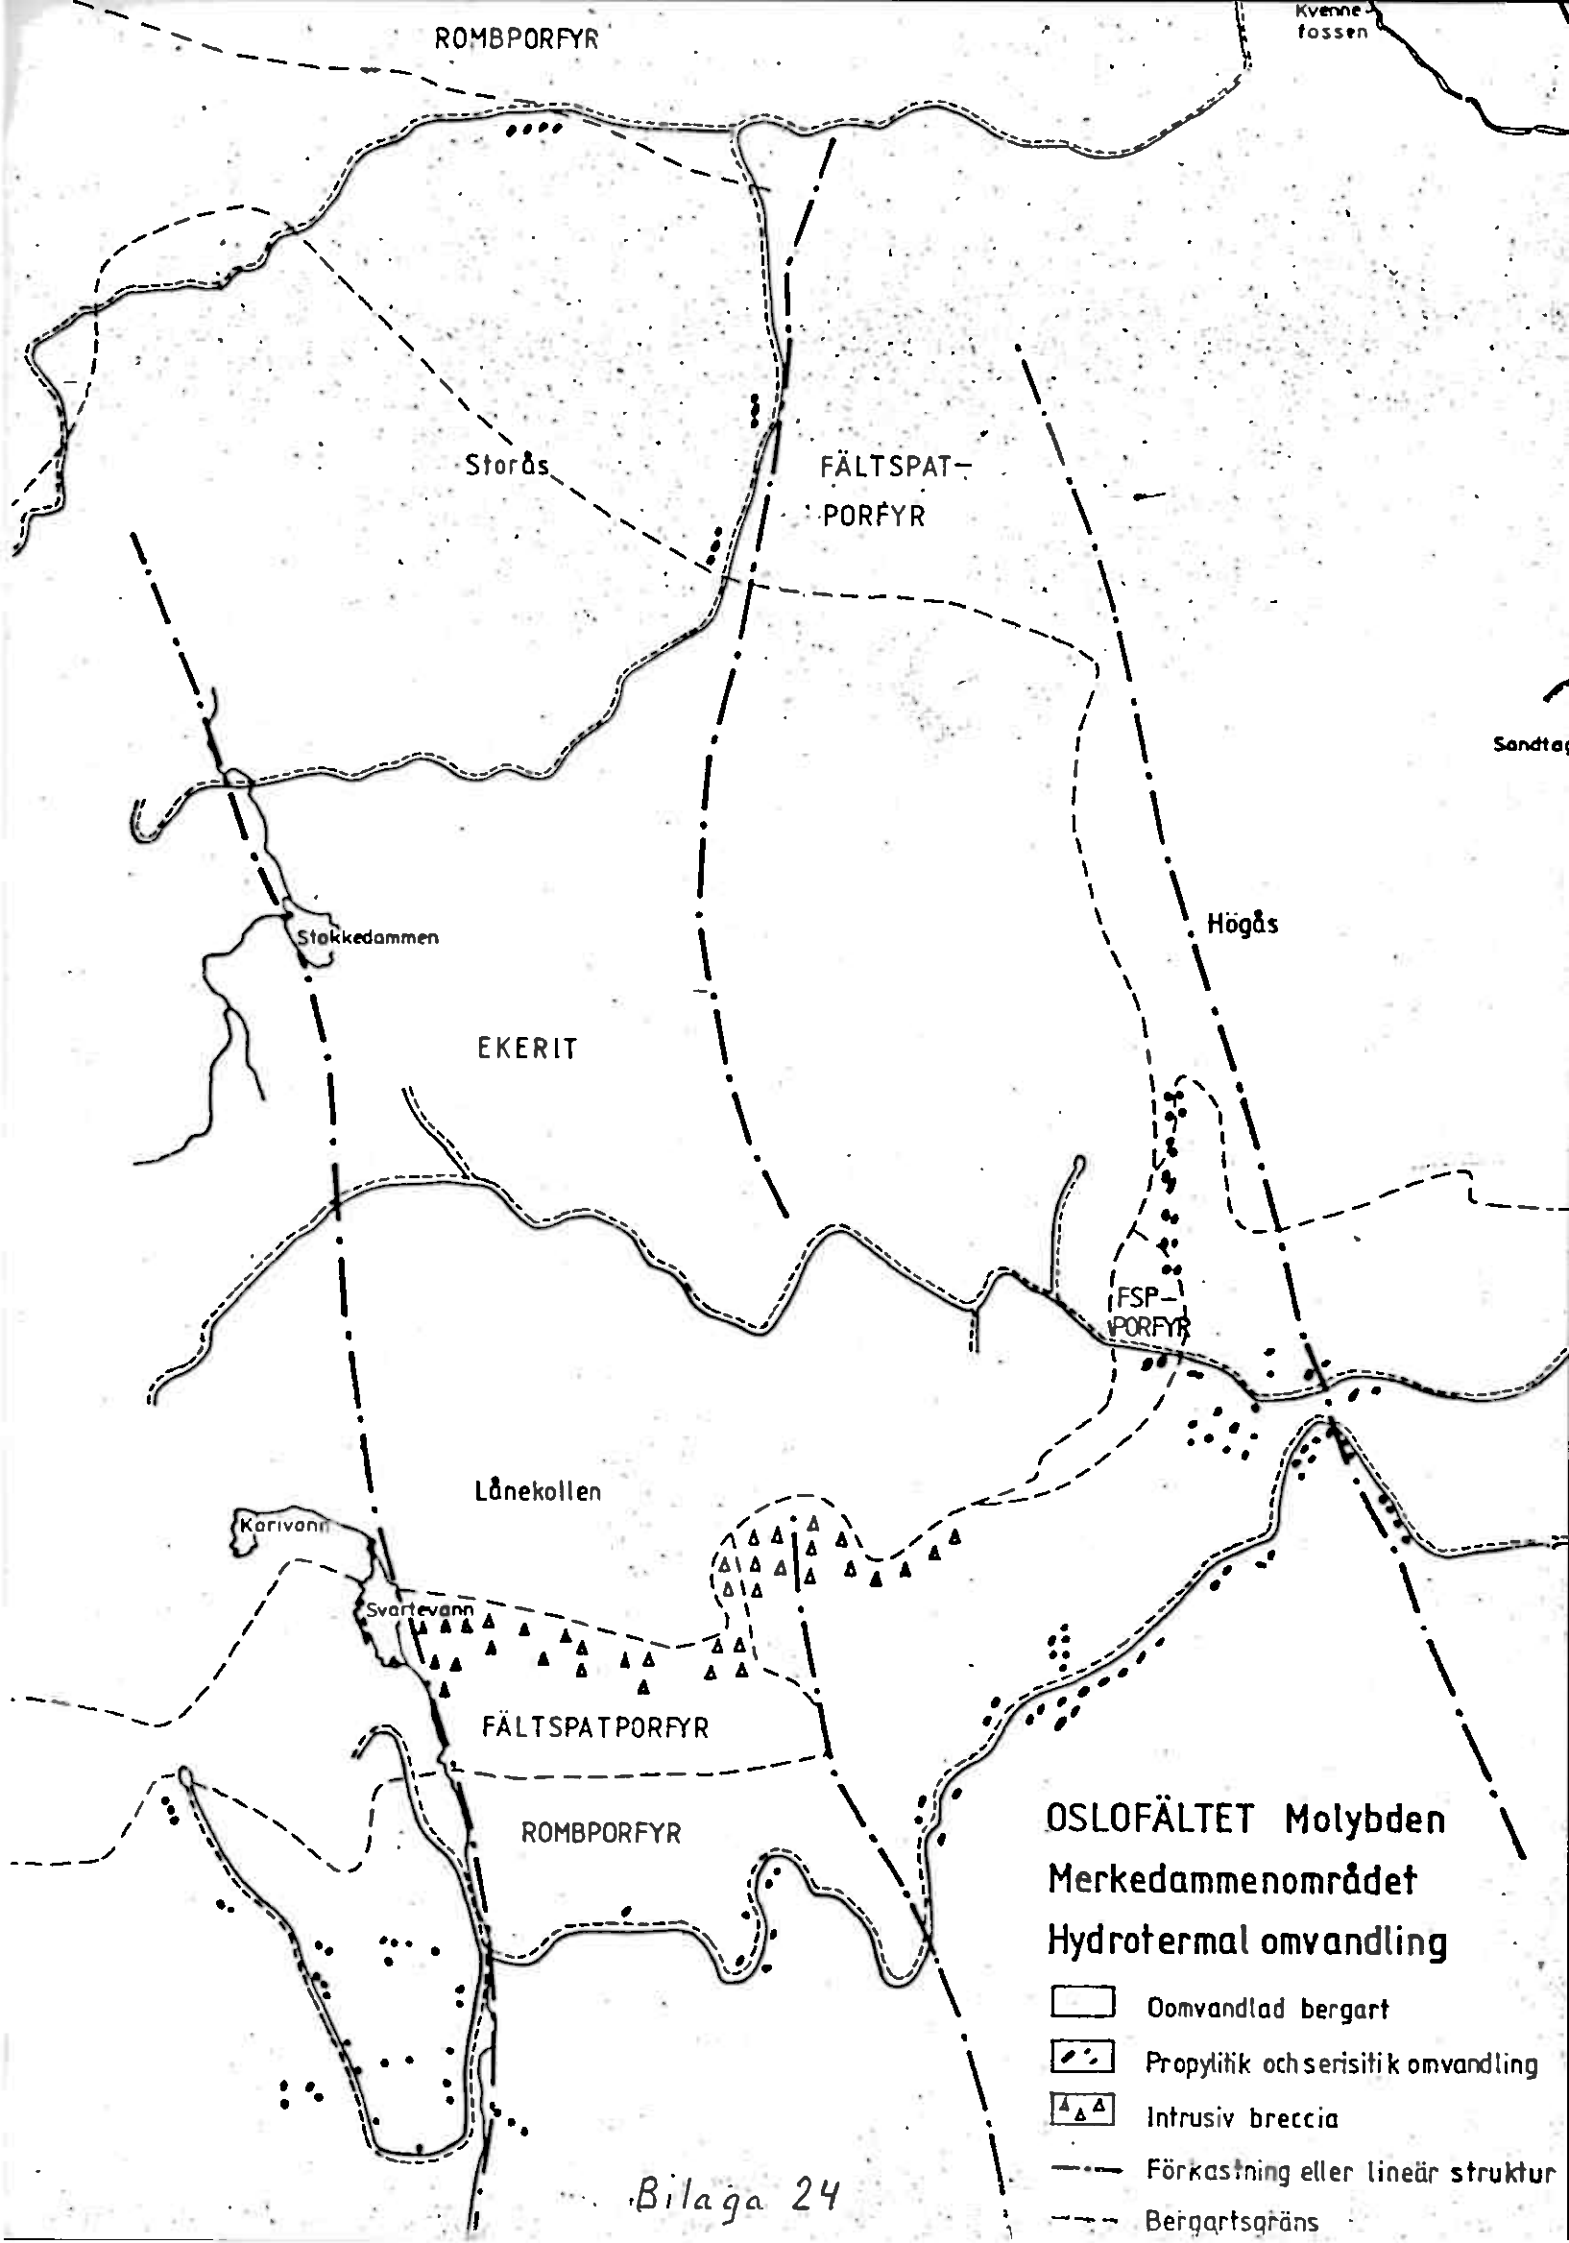 ROMBPORFYR
Kvenne-
fossen
Storås
FÄLTSPAT-
PORFYR
Stokkedammen
Högås
EKERIT
FSP-
PORFYR
Lånekollen
Karivann
Svartevann
FÄLTSPATPORFYR
ROMBPORFYR
OSLOFÄLTET Molybden
Merkedammenområdet
Hydrotermal omvandling
Oomvandlad bergart
Propylitik och serisitik omvandling
Intrusiv breccia
Förkastning eller lineär struktur
Bergartsgräns
Bilaga 24